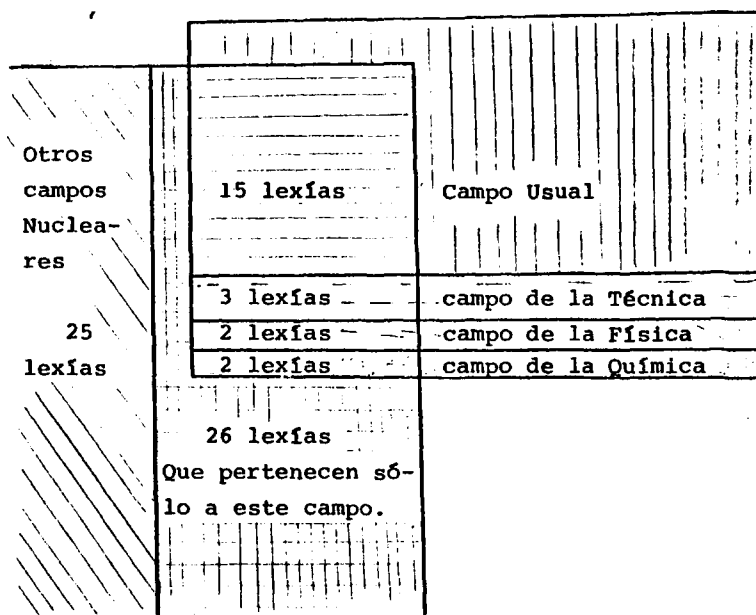 Otros
campos
Nuclea-
res
25
lexías
15 lexías Campo Usual
3 lexías campo de la Técnica
2 lexías campo de la Física
2 lexías campo de la Química
26 lexías
Que pertenecen só-
lo a este campo.